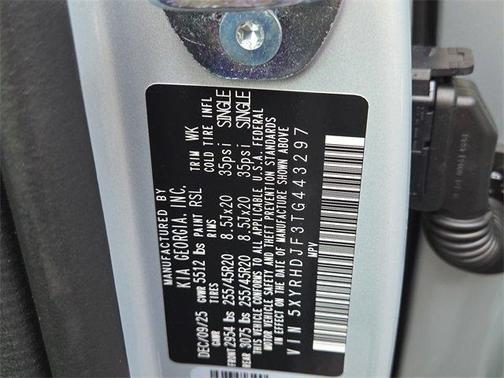 MANUFACTURED BY
KIA GEORGIA, INC.
DEC/09/25 GVWR 5512 lbs PAINT RSL TRIM WK
GAWR TIRES RIMS COLD TIRE INFL
FRONT 2954 lbs 255/45R20 8.5Jx20 35psi SINGLE
REAR 3075 lbs 255/45R20 8.5Jx20 35psi SINGLE
THIS VEHICLE CONFORMS TO ALL APPLICABLE U.S.A. FEDERAL
MOTOR VEHICLE SAFETY AND THEFT PREVENTION STANDARDS
IN EFFECT ON THE DATE OF MANUFACTURE SHOWN ABOVE
VIN 5XYRHDJF3TG443297
MPV